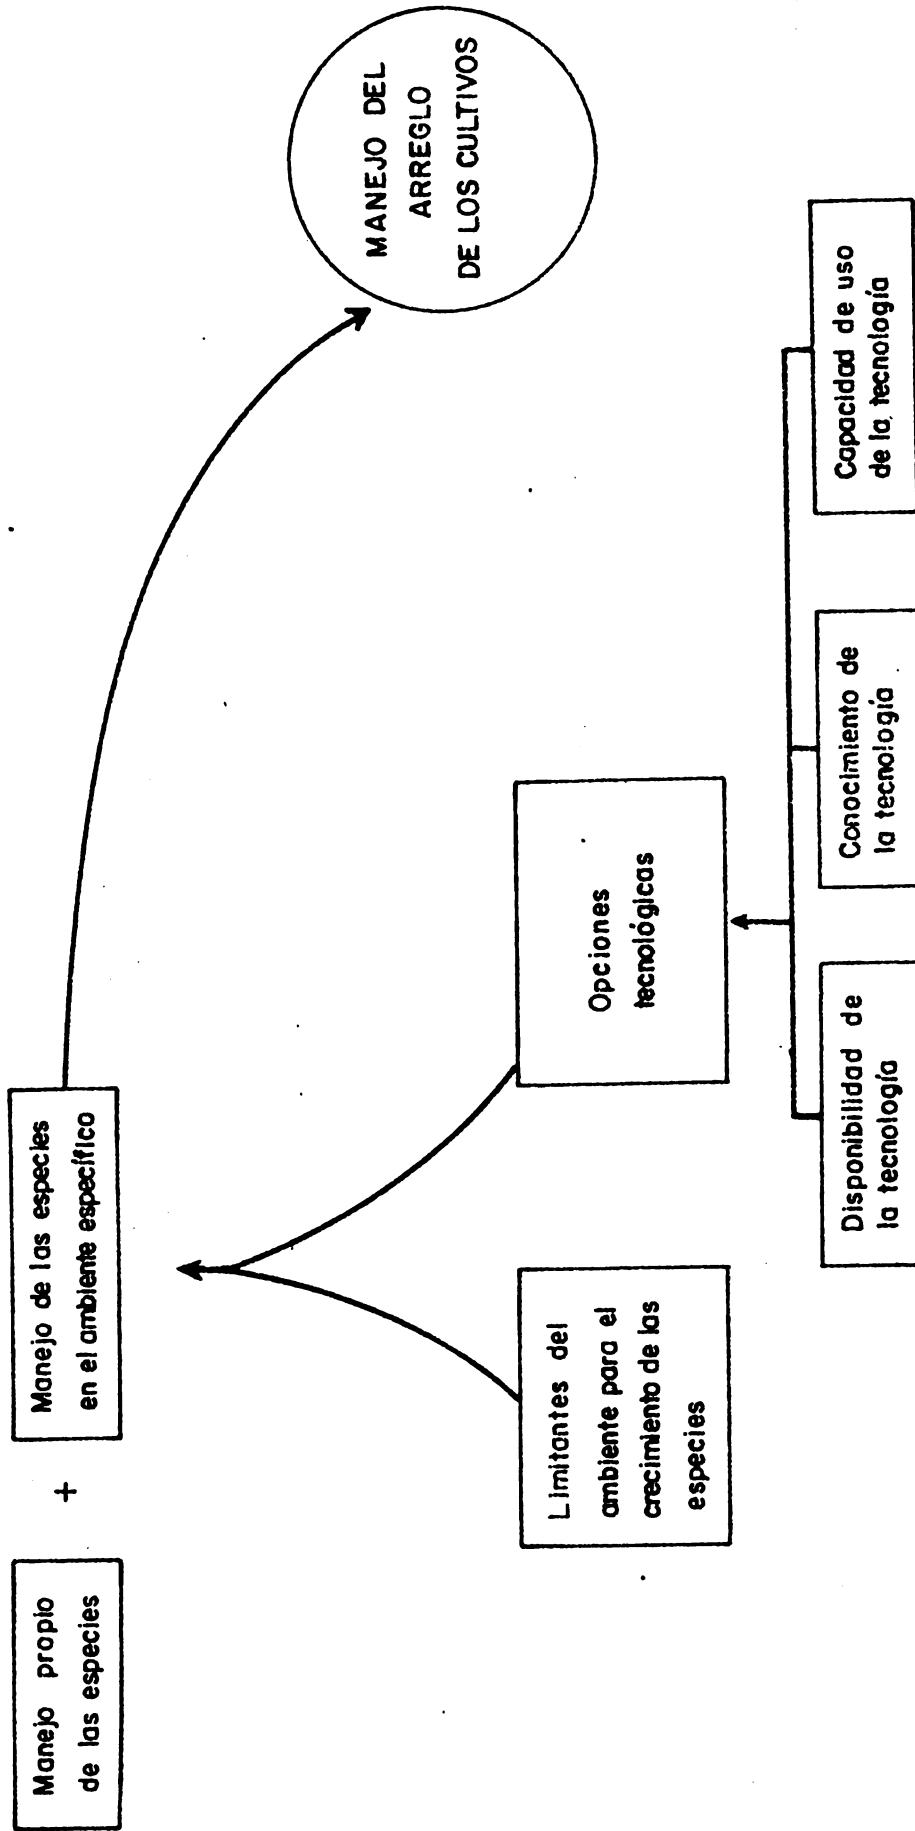 Manejo propio
de las especies
+
Manejo de las especies
en el ambiente específico
MANEJO DEL
ARREGLO
DE LOS CULTIVOS
Limitantes del
ambiente para el
crecimiento de las
especies
Opciones
tecnológicas
Disponibilidad de
la tecnología
Conocimiento de
la tecnología
Capacidad de uso
de la tecnología